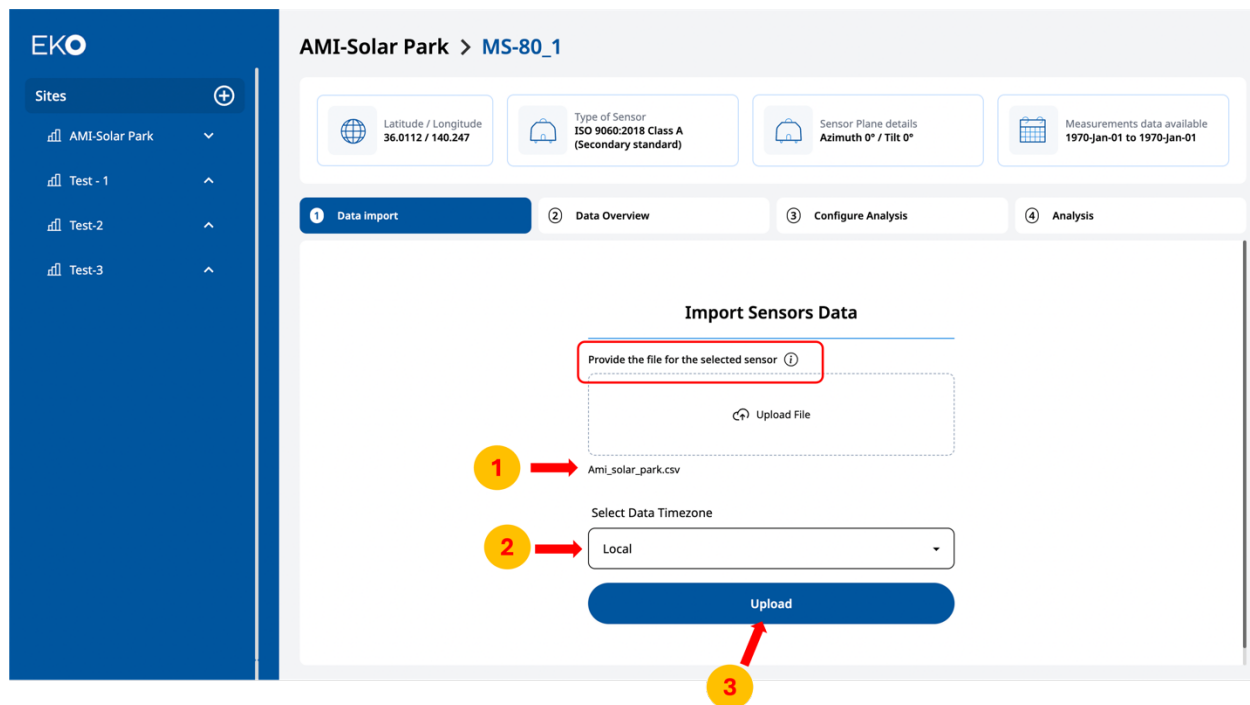 EKO
AMI-Solar Park > MS-80_1
Sites
AMI-Solar Park
Test - 1
Test-2
Test-3
Latitude / Longitude
36.0112 / 140.247
Type of Sensor
ISO 9060:2018 Class A
(Secondary standard)
Sensor Plane details
Azimuth 0° / Tilt 0°
Measurements data available
1970-Jan-01 to 1970-Jan-01
1 Data import
2 Data Overview
3 Configure Analysis
4 Analysis
Import Sensors Data
Provide the file for the selected sensor i
Upload File
1
Ami_solar_park.csv
Select Data Timezone
2
Local
Upload
3